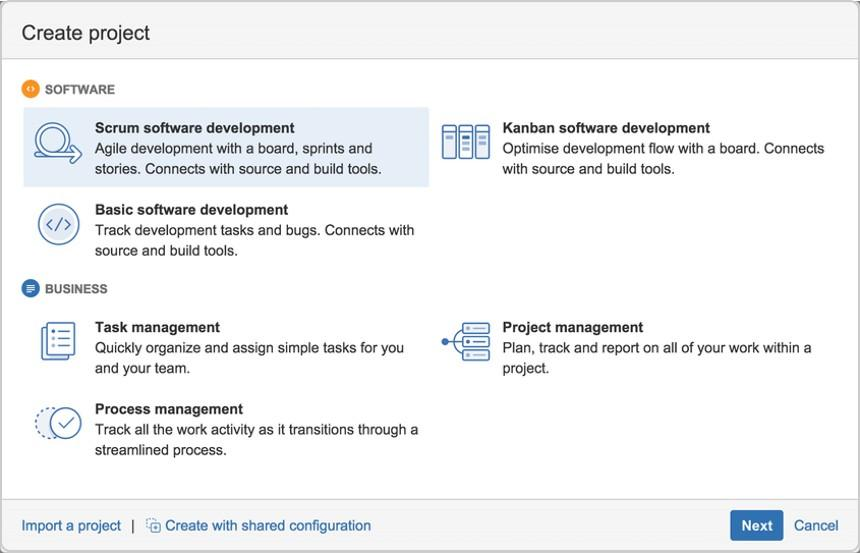 Create project
SOFTWARE
Scrum software development
Agile development with a board, sprints and
stories. Connects with source and build tools.
Kanban software development
Optimise development flow with a board. Connects
with source and build tools.
Basic software development
Track development tasks and bugs. Connects with
source and build tools.
BUSINESS
Task management
Quickly organize and assign simple tasks for you
and your team.
Project management
Plan, track and report on all of your work within a
project.
Process management
Track all the work activity as it transitions through a
streamlined process.
Import a project | Create with shared configuration
Next Cancel